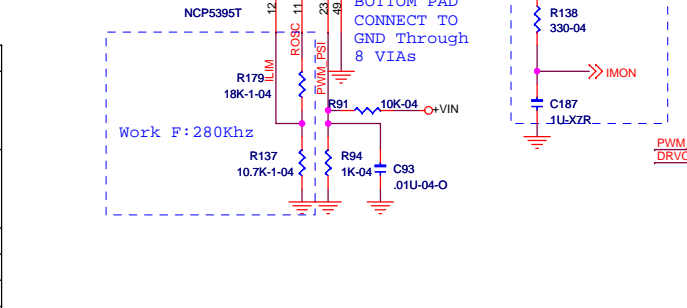 BOTTOM PAD
CONNECT TO
GND Through
8 VIAs
NCP5395T
12
11
23
49
ROSC
ILIM
PWM_PSI
R138
330-04
IMON
R179
18K-1-04
R91
10K-04
+VIN
C187
1U-X7R
Work F:280Khz
R137
10.7K-1-04
R94
1K-04
C93
.01U-04-O
PWM
DRVO